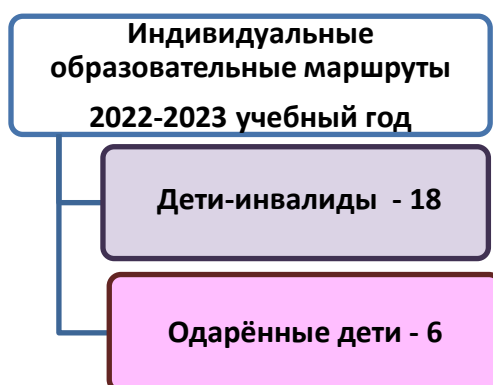 Индивидуальные
образовательные маршруты
2022-2023 учебный год
Дети-инвалиды - 18
Одарённые дети - 6